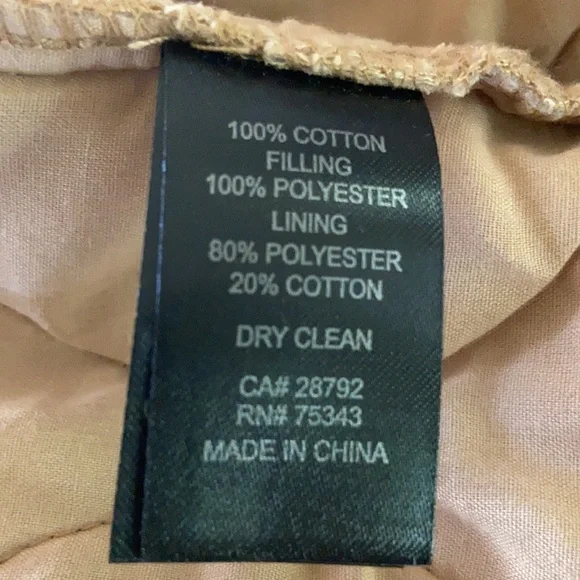 100% COTTON
FILLING
100% POLYESTER
LINING
80% POLYESTER
20% COTTON
DRY CLEAN
CA# 28792
RN# 75343
MADE IN CHINA